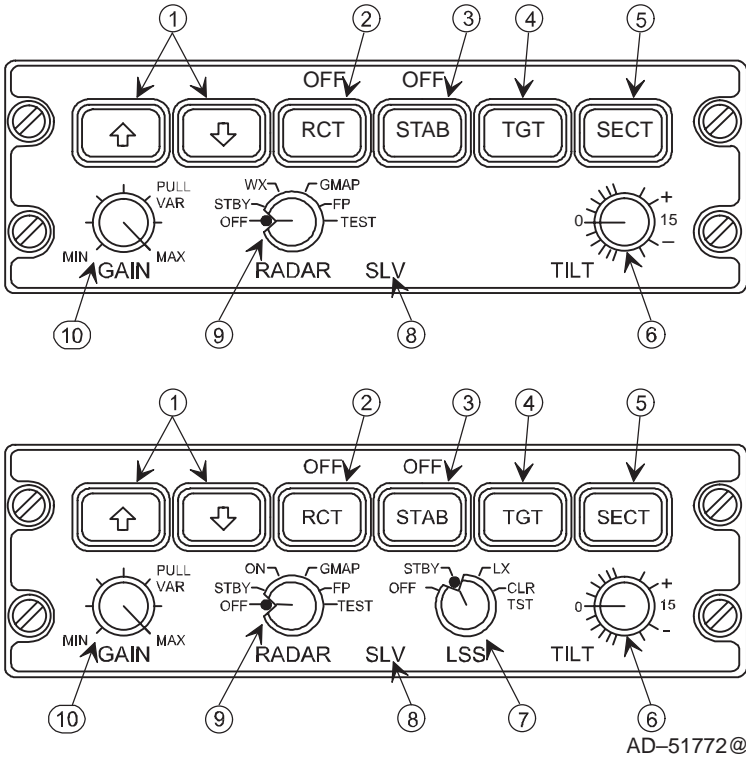 1 2 3 4 5
OFF OFF
RCT STAB TGT SECT
PULL
VAR
MIN MAX
GAIN
WX GMAP
STBY FP
OFF TEST
RADAR
SLV
0 + 15 −
TILT
10 9 8 6
1 2 3 4 5
OFF OFF
RCT STAB TGT SECT
PULL
VAR
MIN MAX
GAIN
ON GMAP
STBY FP
OFF TEST
RADAR
SLV
STBY LX
OFF CLR
TST
LSS
0 + 15 -
TILT
10 9 8 7 6
AD–51772@